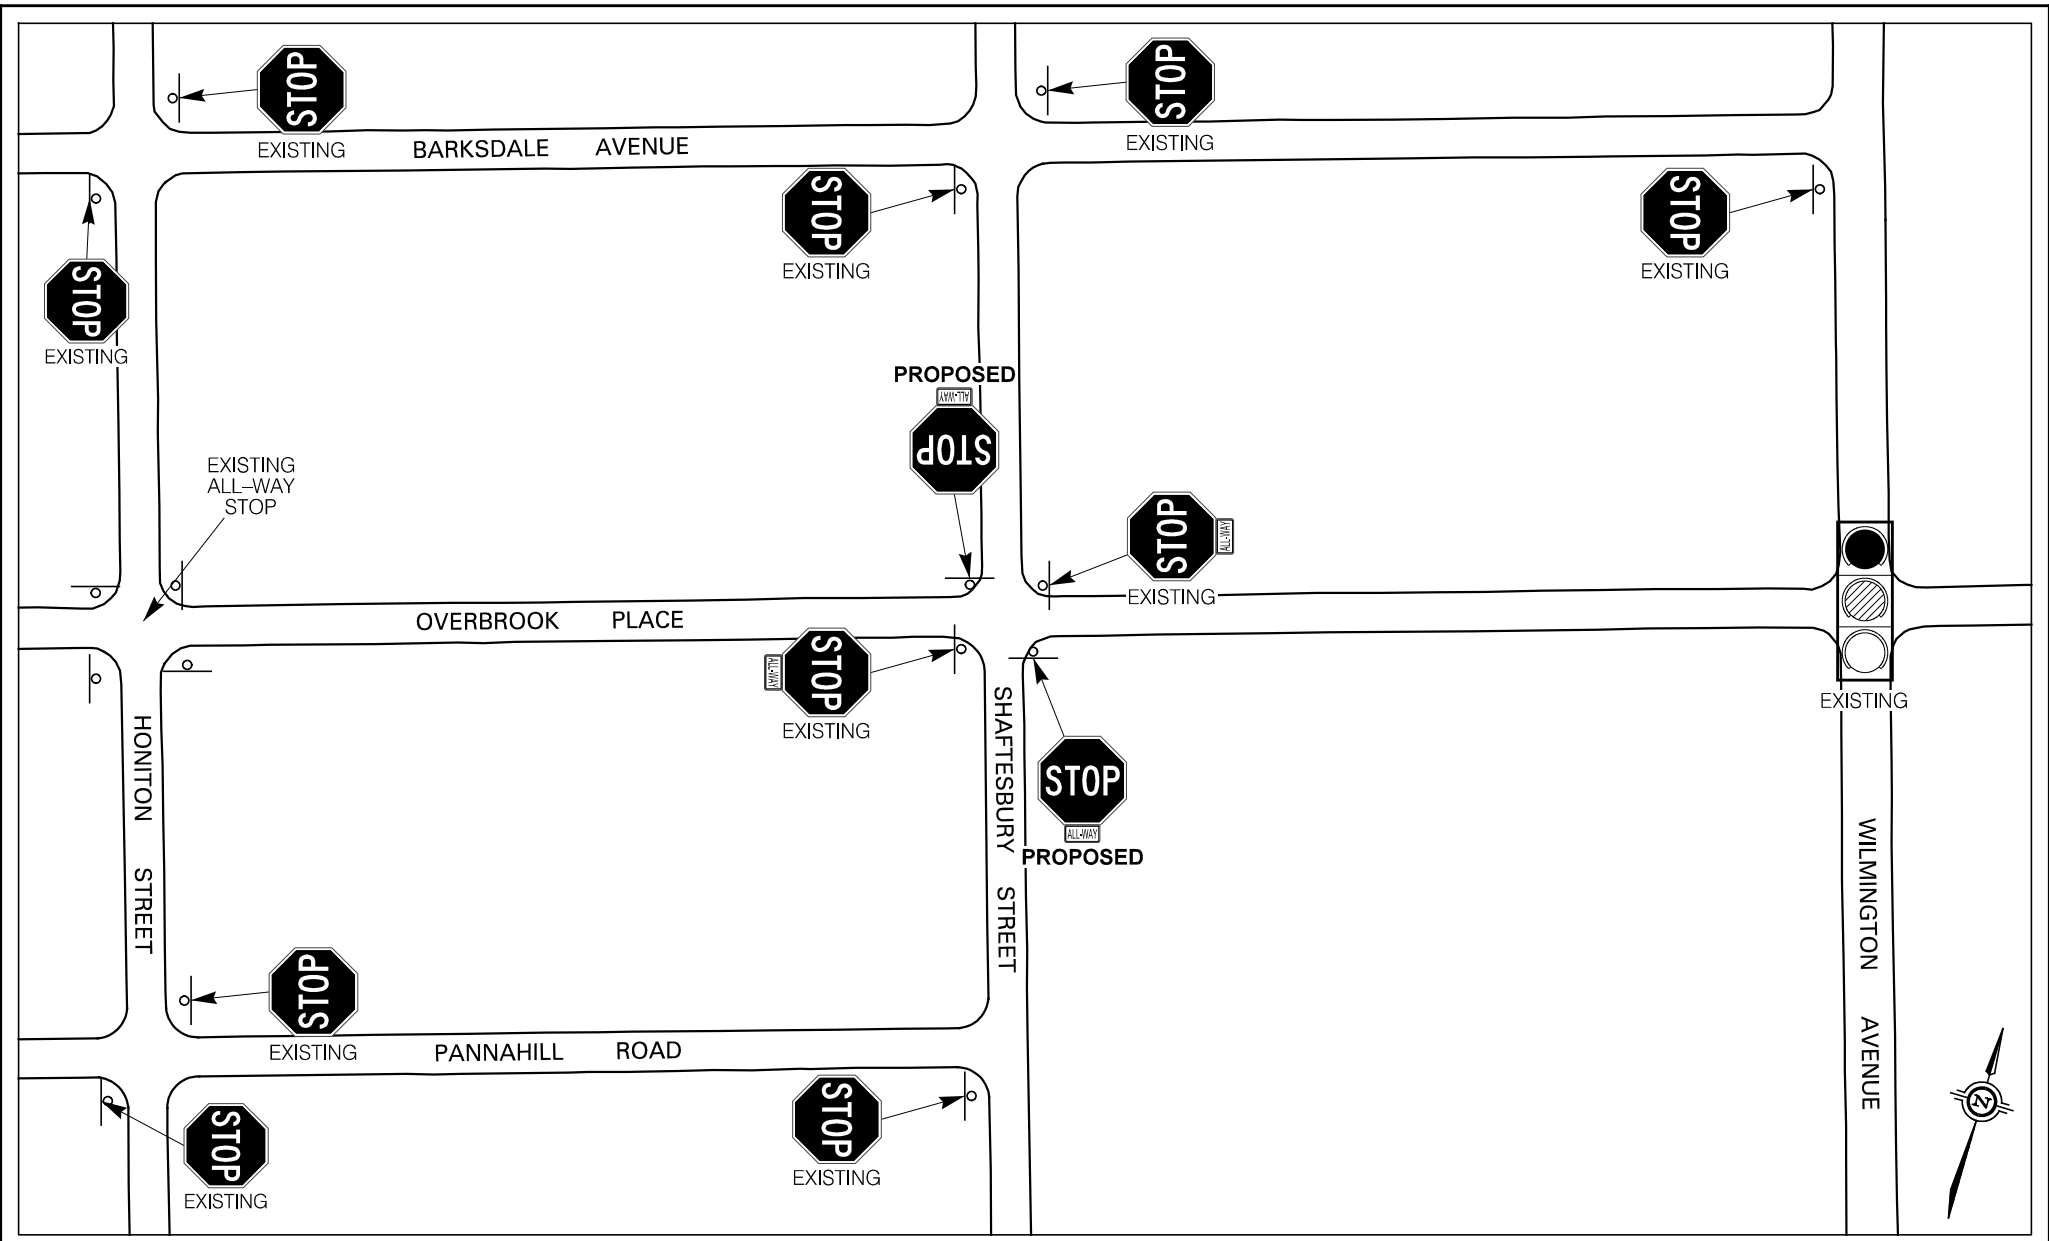 STOP
EXISTING
BARKSDALE AVENUE
STOP
EXISTING
STOP
EXISTING
STOP
EXISTING
STOP
EXISTING
PROPOSED
ALL-WAY
STOP
EXISTING
ALL–WAY
STOP
STOP
ALL-WAY
EXISTING
OVERBROOK PLACE
ALL-WAY
STOP
EXISTING
EXISTING
HONITON STREET
SHAFTESBURY STREET
STOP
ALL-WAY
PROPOSED
WILMINGTON AVENUE
STOP
EXISTING
PANNAHILL ROAD
STOP
EXISTING
STOP
EXISTING
N